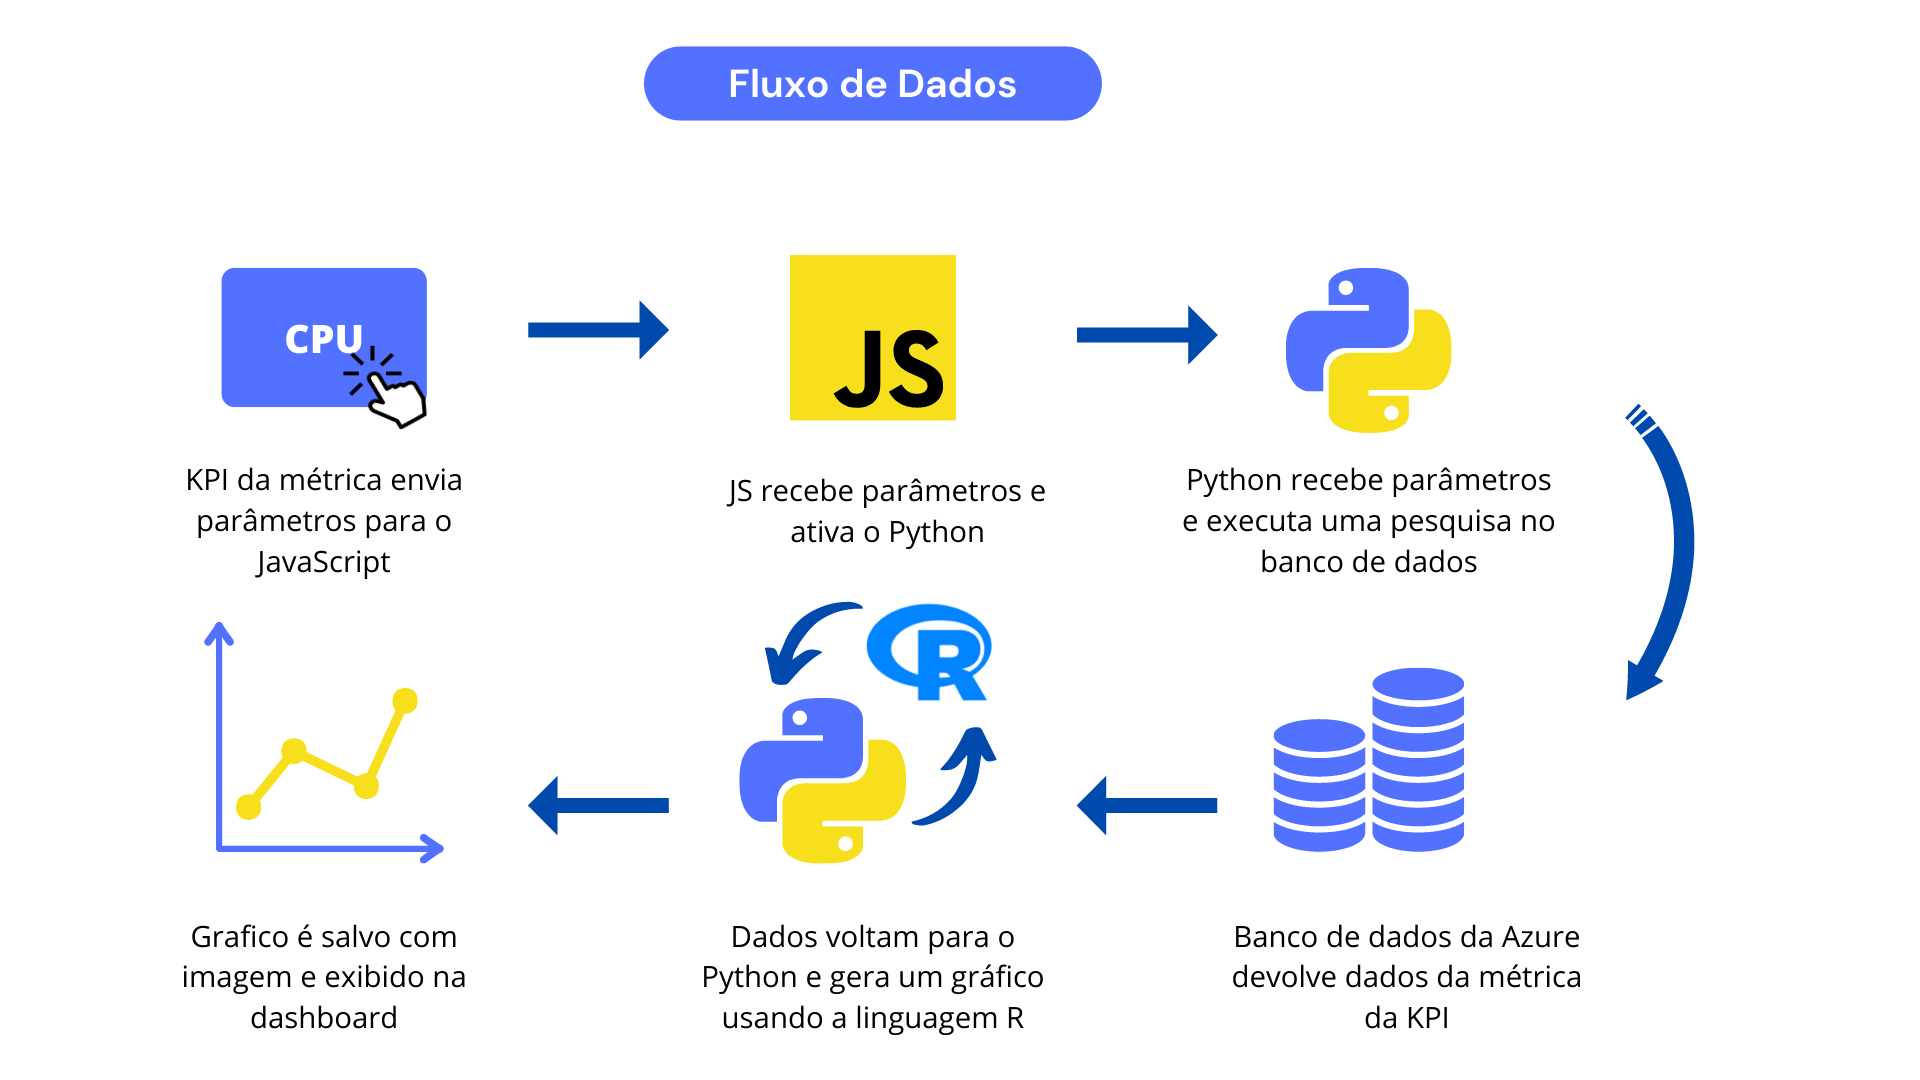 Fluxo de Dados
CPU
JS
KPI da métrica envia
parâmetros para o
JavaScript
JS recebe parâmetros e
ativa o Python
Python recebe parâmetros
e executa uma pesquisa no
banco de dados
R
Grafico é salvo com
imagem e exibido na
dashboard
Dados voltam para o
Python e gera um gráfico
usando a linguagem R
Banco de dados da Azure
devolve dados da métrica
da KPI